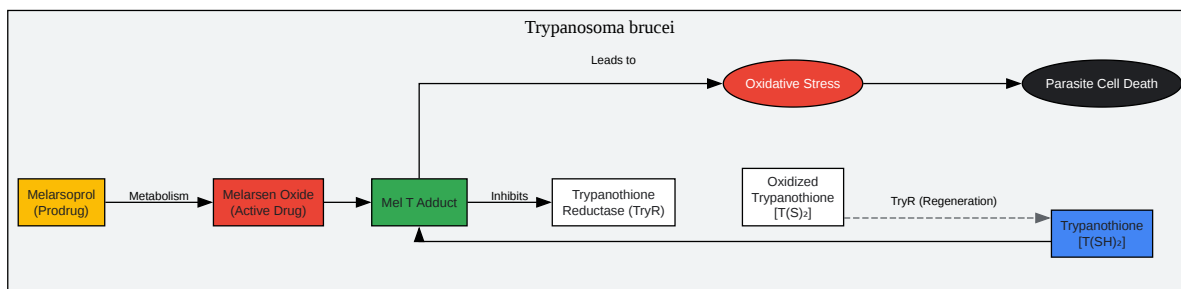 Trypanosoma brucei
Leads to
Oxidative Stress
Parasite Cell Death
Melarsoprol
(Prodrug)
Metabolism
Melarsen Oxide
(Active Drug)
Mel T Adduct
Inhibits
Trypanothione
Reductase (TryR)
Oxidized
Trypanothione
[T(S)₂]
TryR (Regeneration)
Trypanothione
[T(SH)₂]